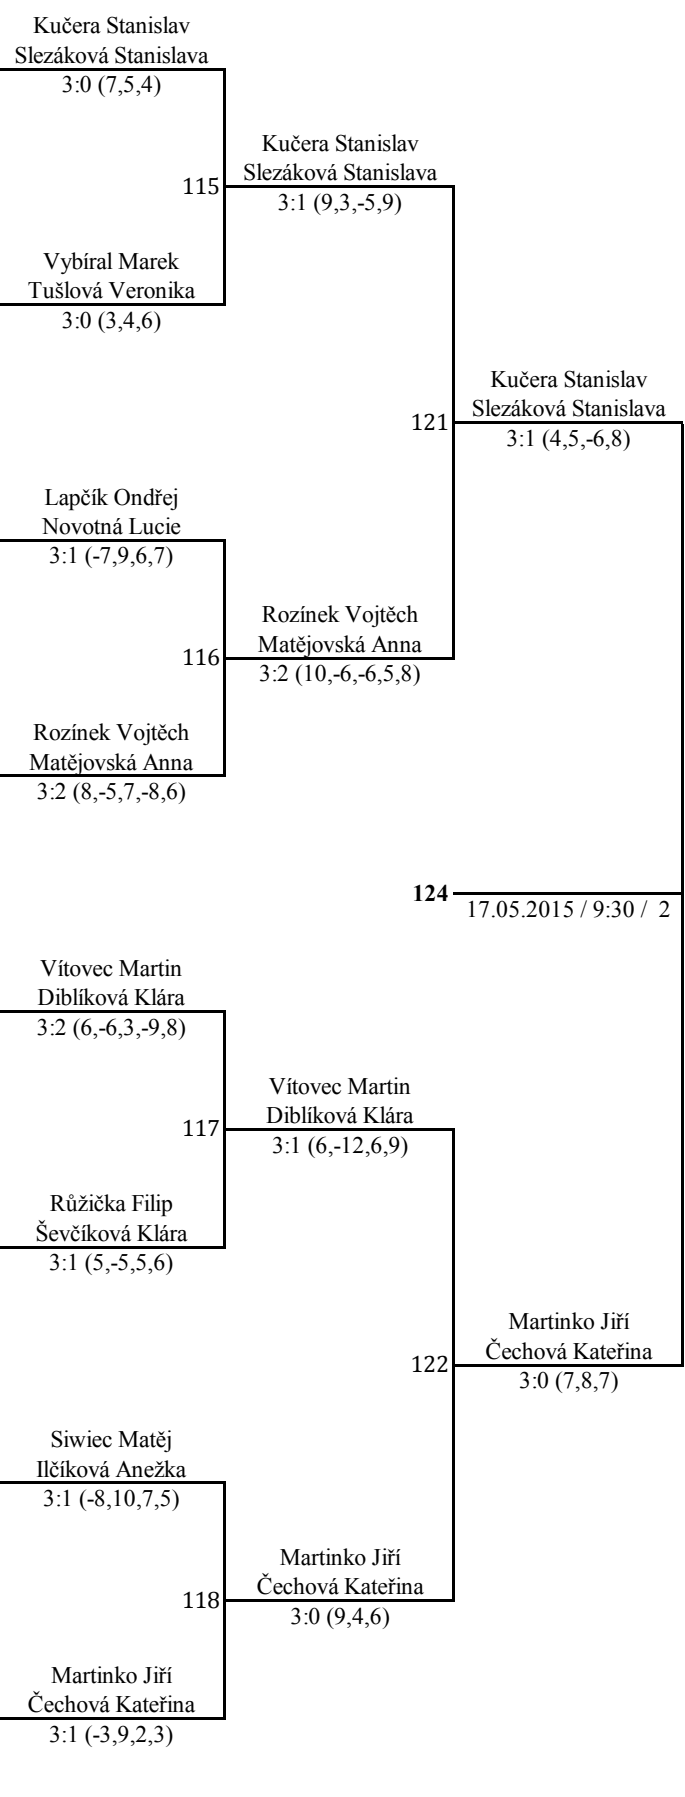 Kučera Stanislav
Slezáková Stanislava
3:0 (7,5,4)
Kučera Stanislav
115 Slezáková Stanislava
3:1 (9,3,-5,9)
Vybíral Marek
Tušlová Veronika
3:0 (3,4,6)
Kučera Stanislav
121 Slezáková Stanislava
3:1 (4,5,-6,8)
Lapčík Ondřej
Novotná Lucie
3:1 (-7,9,6,7)
Rozínek Vojtěch
116 Matějovská Anna
3:2 (10,-6,-6,5,8)
Rozínek Vojtěch
Matějovská Anna
3:2 (8,-5,7,-8,6)
124
17.05.2015 / 9:30 / 2
Vítovec Martin
Diblíková Klára
3:2 (6,-6,3,-9,8)
Vítovec Martin
117 Diblíková Klára
3:1 (6,-12,6,9)
Růžička Filip
Ševčíková Klára
3:1 (5,-5,5,6)
Martinko Jiří
122 Čechová Kateřina
3:0 (7,8,7)
Siwiec Matěj
Ilčíková Anežka
3:1 (-8,10,7,5)
Martinko Jiří
118 Čechová Kateřina
3:0 (9,4,6)
Martinko Jiří
Čechová Kateřina
3:1 (-3,9,2,3)